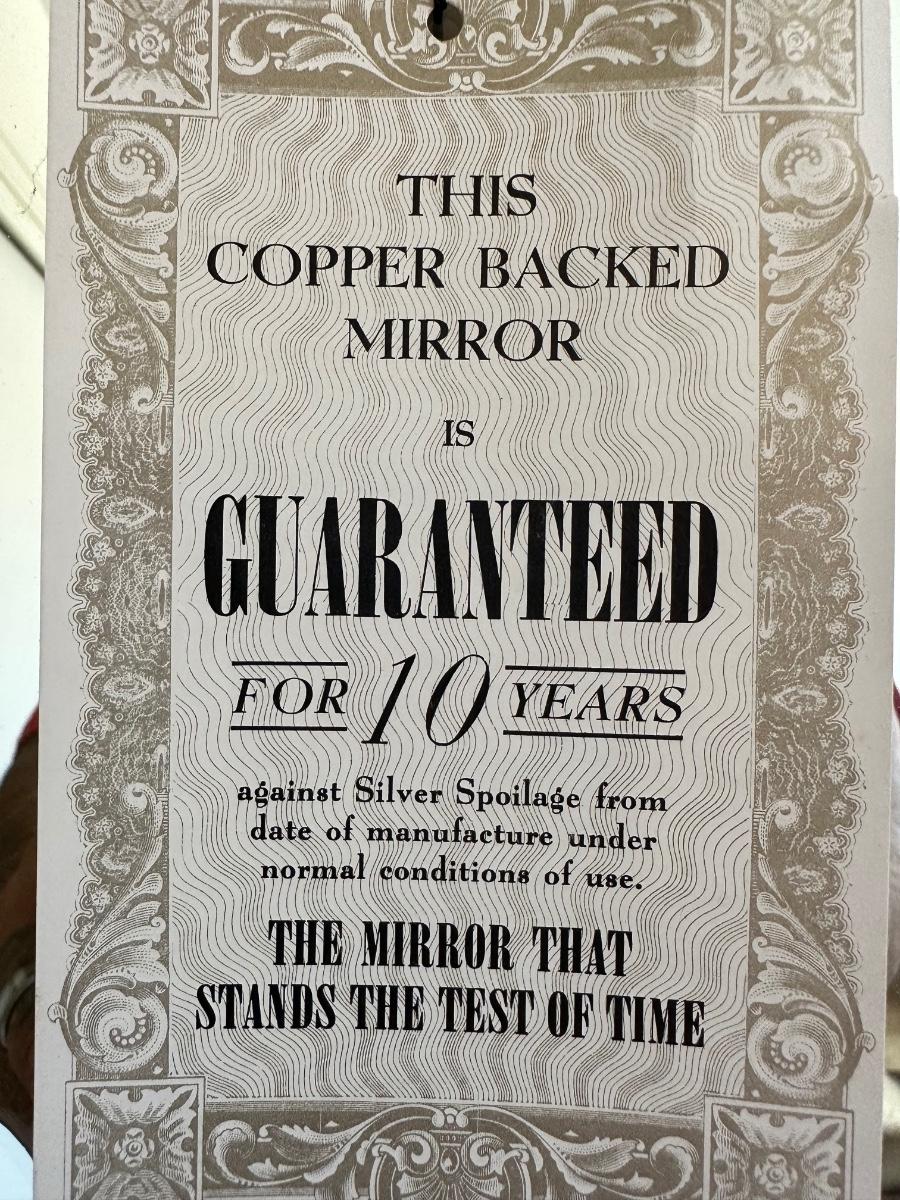 THIS
COPPER BACKED
MIRROR
IS
GUARANTEED
FOR 10 YEARS
against Silver Spoilage from
date of manufacture under
normal conditions of use.
THE MIRROR THAT
STANDS THE TEST OF TIME